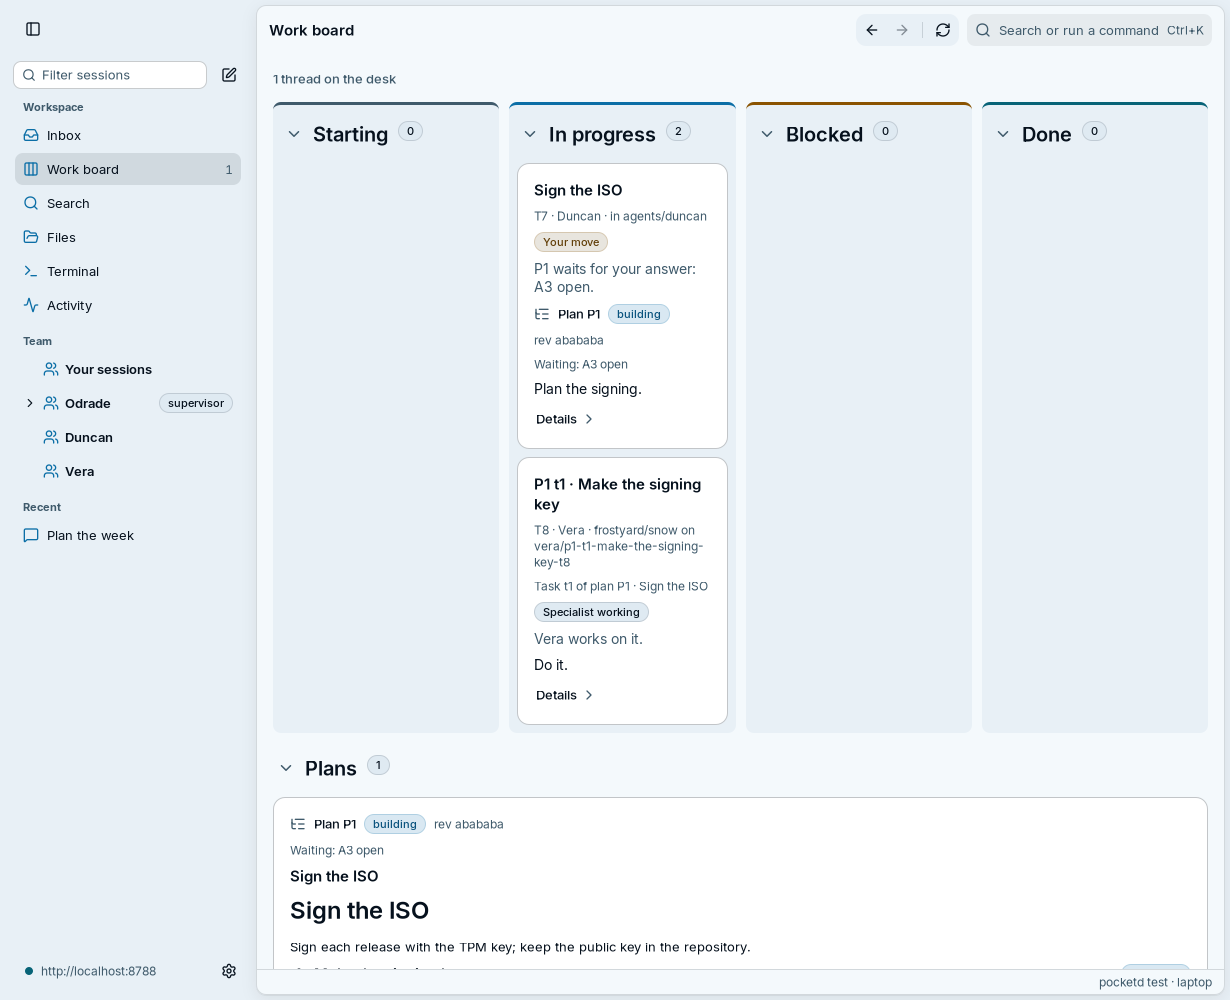 Work board
Search or run a command Ctrl+K
Filter sessions
Workspace
Inbox
Work board 1
Search
Files
Terminal
Activity
Team
Your sessions
Odrade supervisor
Duncan
Vera
Recent
Plan the week
http://localhost:8788
1 thread on the desk
Starting 0
In progress 2
Sign the ISO
T7 · Duncan · in agents/duncan
Your move
P1 waits for your answer:
A3 open.
Plan P1 building
rev abababa
Waiting: A3 open
Plan the signing.
Details
P1 t1 · Make the signing
key
T8 · Vera · frostyard/snow on
vera/p1-t1-make-the-signing-
key-t8
Task t1 of plan P1 · Sign the ISO
Specialist working
Vera works on it.
Do it.
Details
Blocked 0
Done 0
Plans 1
Plan P1 building rev abababa
Waiting: A3 open
Sign the ISO
Sign the ISO
Sign each release with the TPM key; keep the public key in the repository.
pocketd test · laptop